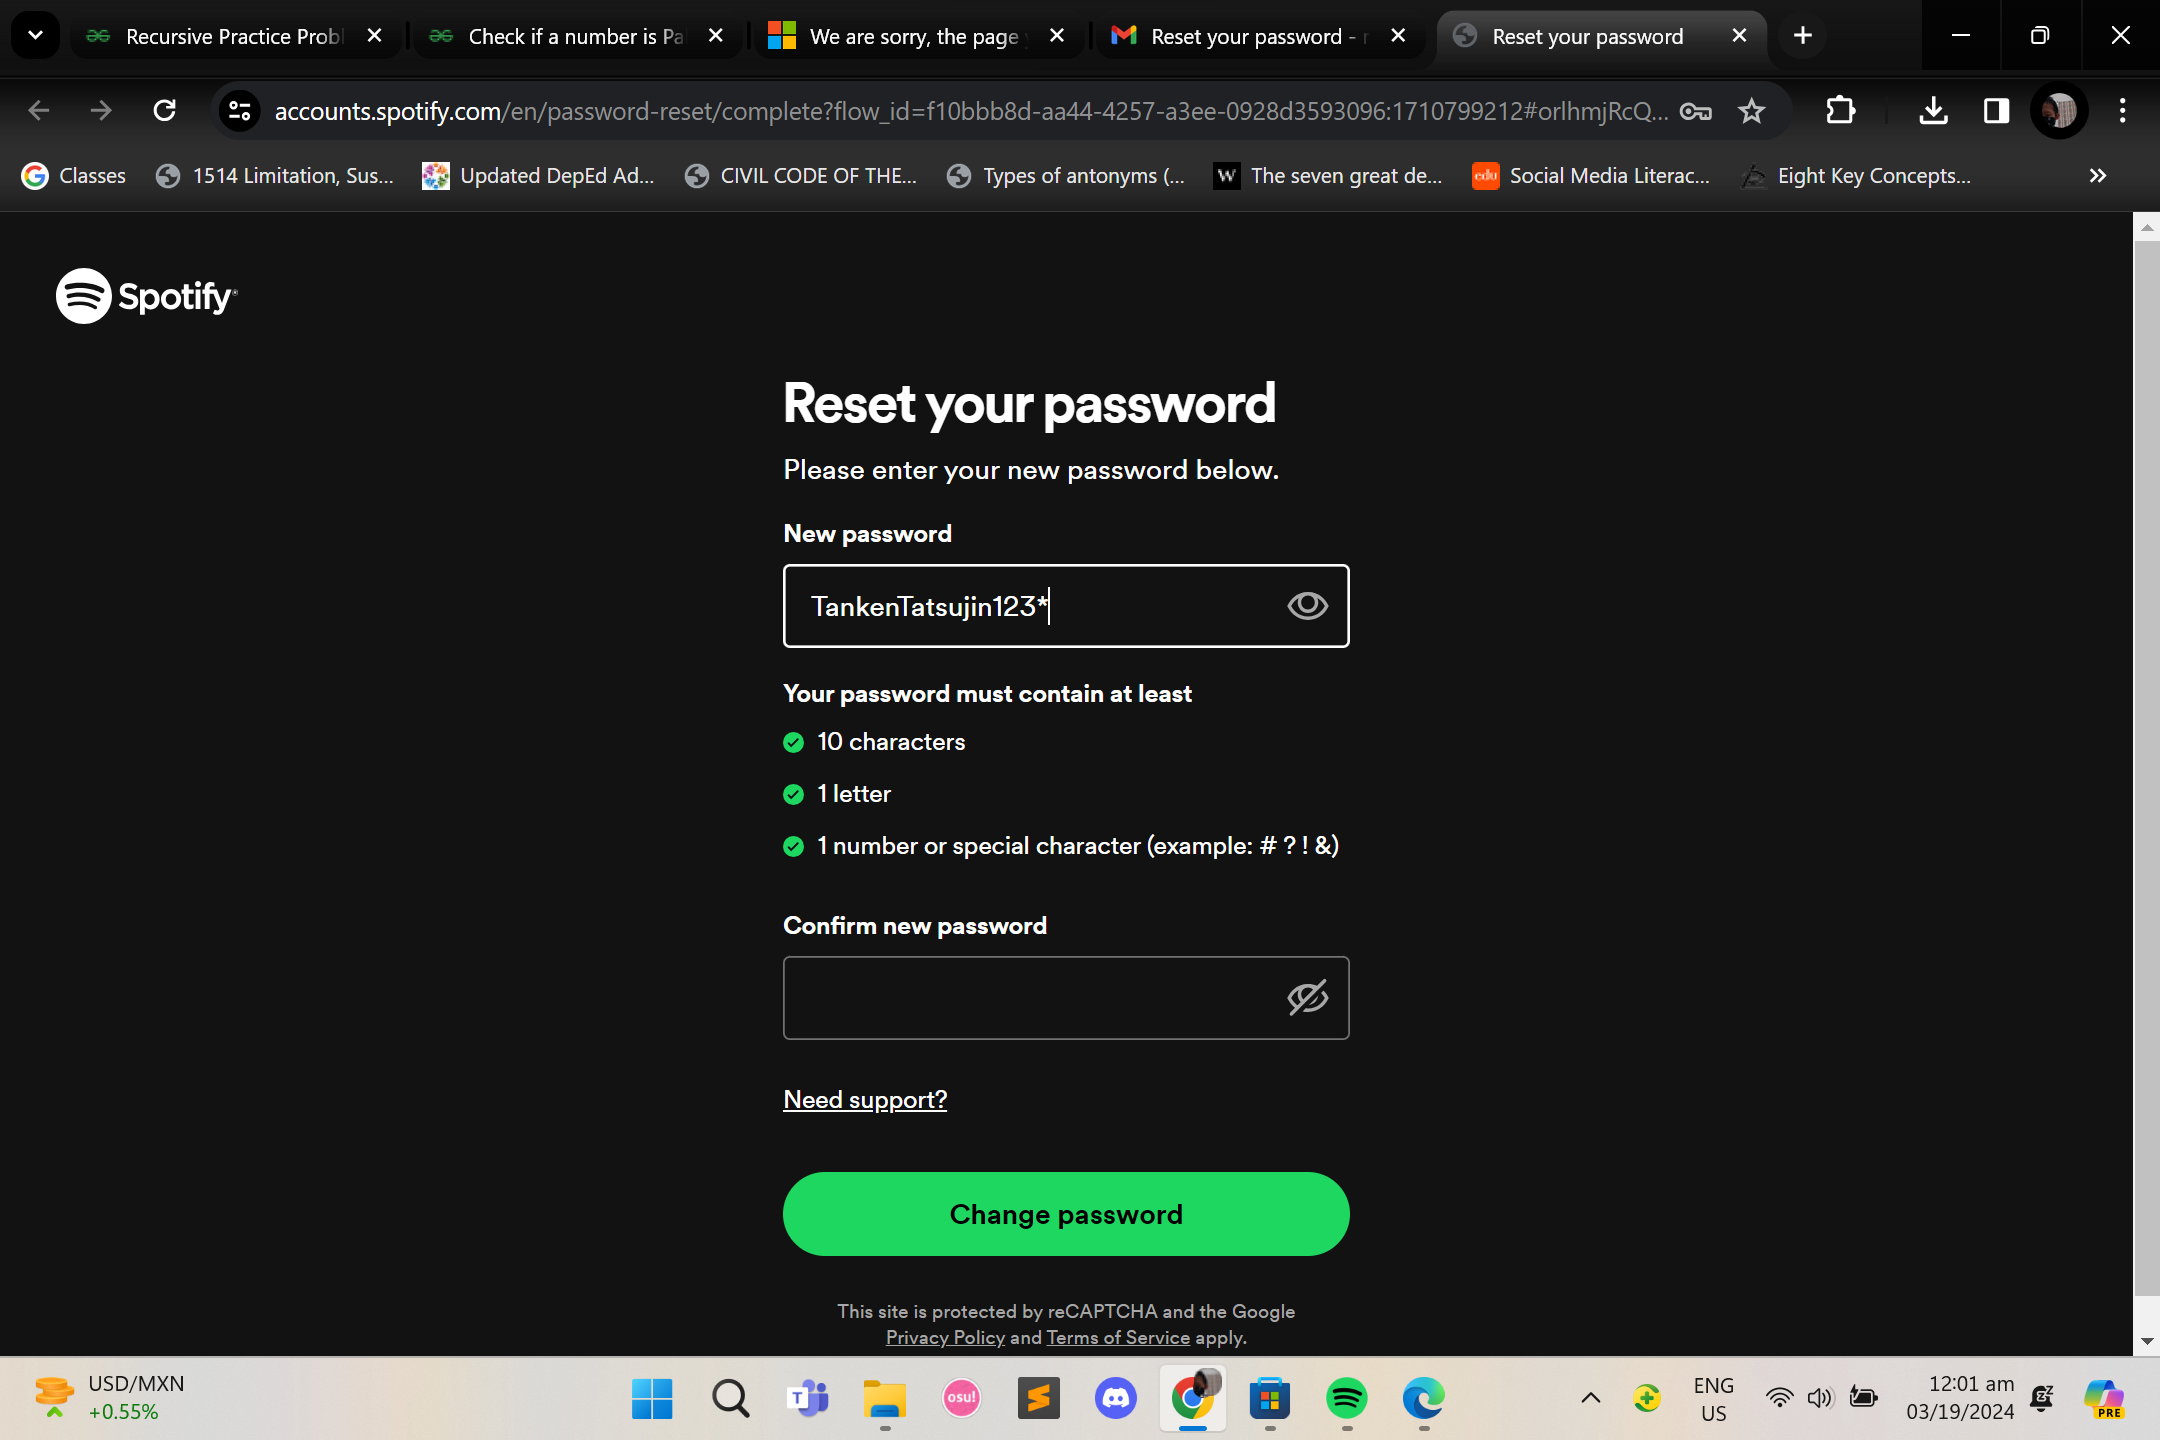 Recursive Practice Probl
Check if a number is Pa
We are sorry, the page
Reset your password -
Reset your password
accounts.spotify.com/en/password-reset/complete?flow_id=f10bbb8d-aa44-4257-a3ee-0928d3593096:1710799212#orlhmjRcQ...
Classes
1514 Limitation, Sus...
Updated DepEd Ad...
CIVIL CODE OF THE...
Types of antonyms (...
W
The seven great de...
edu
Social Media Literac...
Eight Key Concepts...
Spotify
Reset your password
Please enter your new password below.
New password
TankenTatsujin123*
Your password must contain at least
10 characters
1 letter
1 number or special character (example: # ? ! &)
Confirm new password
Need support?
Change password
This site is protected by reCAPTCHA and the Google
Privacy Policy and Terms of Service apply.
USD/MXN
+0.55%
T
osu!
ENG
US
12:01 am
03/19/2024
PRE